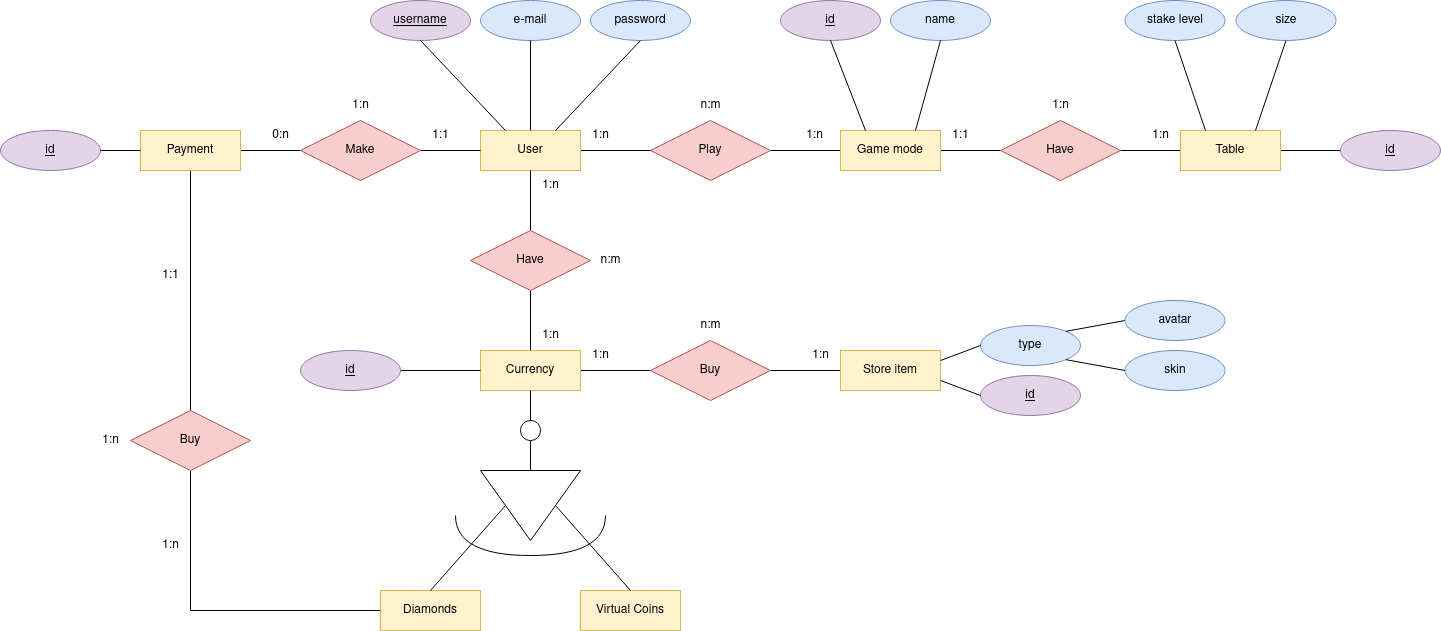 username
e-mail
password
id
name
stake level
size
1:n
n:m
1:n
0:n
1:1
1:n
1:n
1:1
1:n
id
Payment
Make
User
Play
Game mode
Have
Table
id
1:n
Have
n:m
1:1
avatar
n:m
1:n
1:n
1:n
type
id
Currency
Buy
Store item
skin
id
1:n
Buy
1:n
Diamonds
Virtual Coins